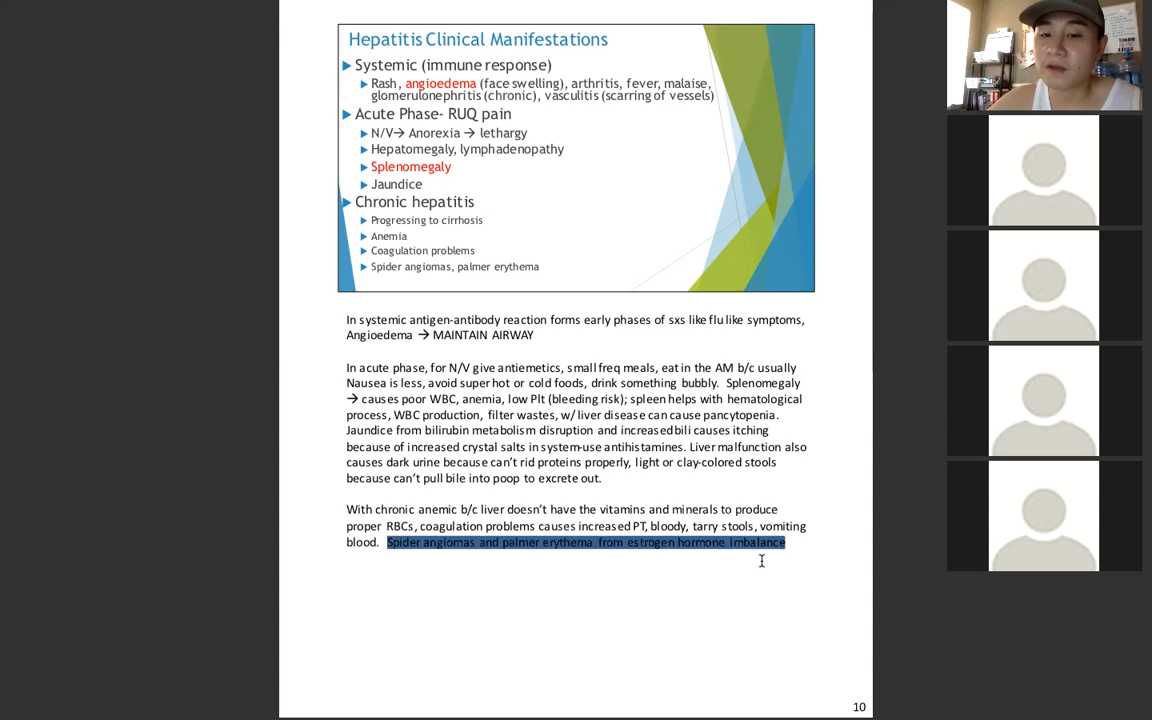 Hepatitis Clinical Manifestations
Systemic (immune response)
Rash, angioedema (face swelling), arthritis, fever, malaise,
glomerulonephritis (chronic), vasculitis (scarring of vessels)
Acute Phase- RUQ pain
N/V→ Anorexia → lethargy
Hepatomegaly, lymphadenopathy
Splenomegaly
Jaundice
Chronic hepatitis
Progressing to cirrhosis
Anemia
Coagulation problems
Spider angiomas, palmer erythema
In systemic antigen-antibody reaction forms early phases of sxs like flu like symptoms,
Angioedema → MAINTAIN AIRWAY
In acute phase, for N/V give antiemetics, small freq meals, eat in the AM b/c usually
Nausea is less, avoid super hot or cold foods, drink something bubbly. Splenomegaly
→ causes poor WBC, anemia, low Plt (bleeding risk); spleen helps with hematological
process, WBC production, filter wastes, w/ liver disease can cause pancytopenia.
Jaundice from bilirubin metabolism disruption and increased bili causes itching
because of increased crystal salts in system-use antihistamines. Liver malfunction also
causes dark urine because can't rid proteins properly, light or clay-colored stools
because can't pull bile into poop to excrete out.
With chronic anemic b/c liver doesn't have the vitamins and minerals to produce
proper RBCs, coagulation problems causes increased PT, bloody, tarry stools, vomiting
blood. Spider angiomas and palmer erythema from estrogen hormone imbalance
10